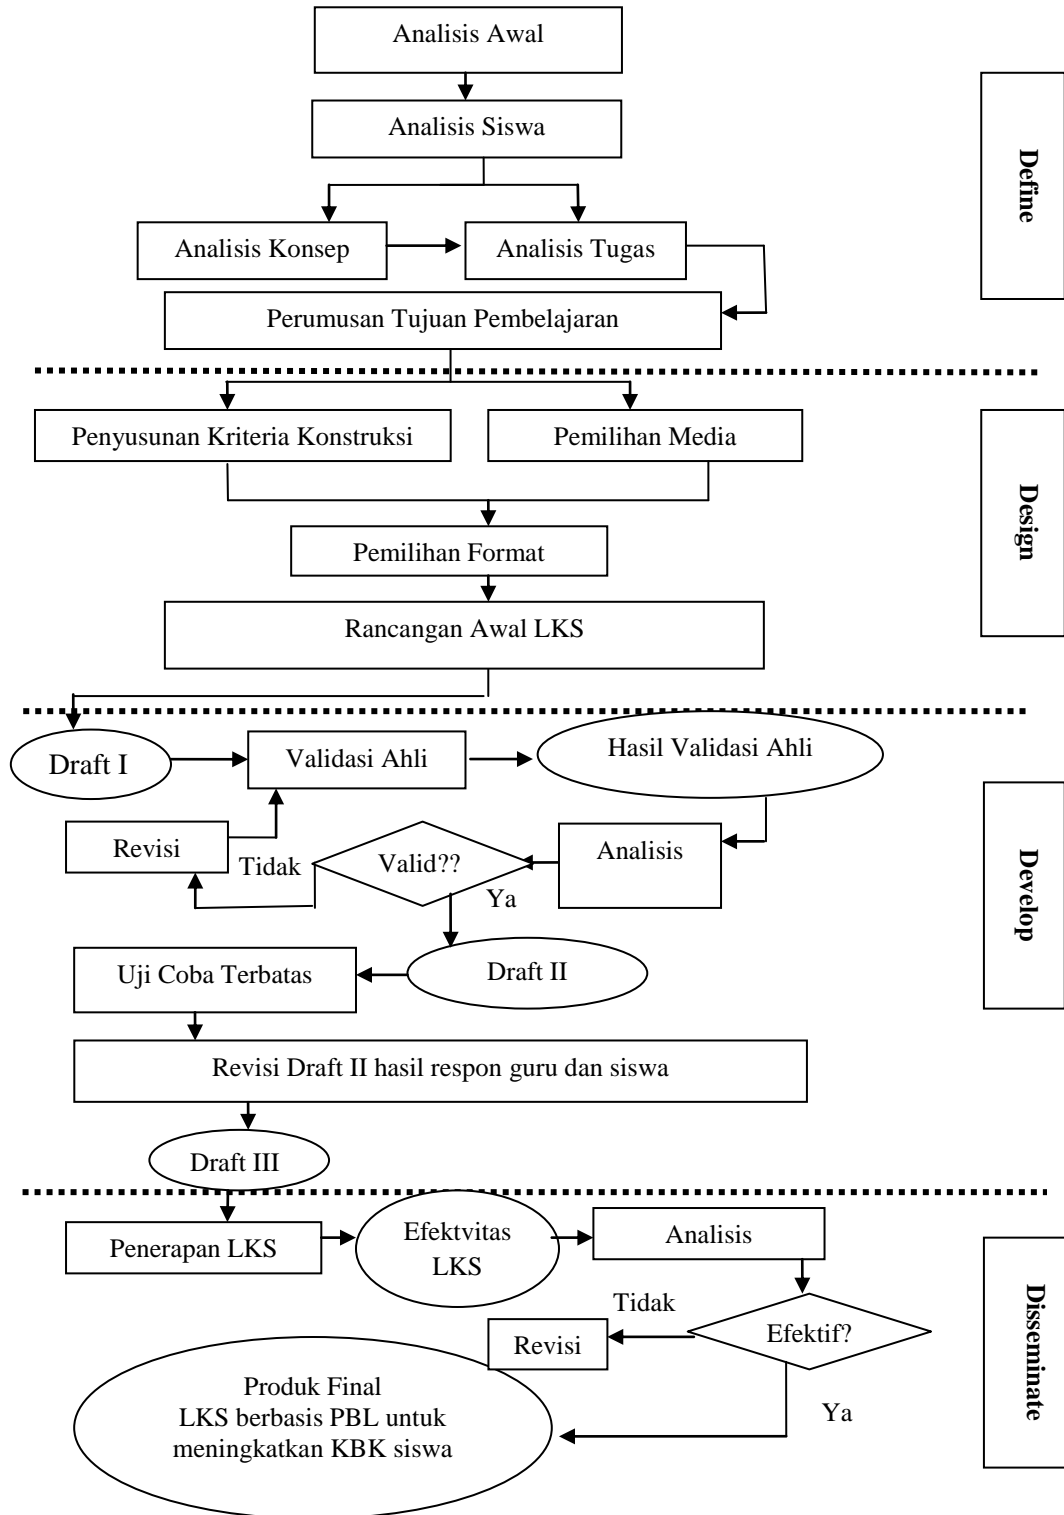 Analisis Awal
Analisis Siswa
Define
Analisis Konsep
Analisis Tugas
Perumusan Tujuan Pembelajaran
Penyusunan Kriteria Konstruksi
Pemilihan Media
Design
Pemilihan Format
Rancangan Awal LKS
Draft I
Validasi Ahli
Hasil Validasi Ahli
Revisi
Tidak
Valid??
Analisis
Ya
Develop
Uji Coba Terbatas
Draft II
Revisi Draft II hasil respon guru dan siswa
Draft III
Penerapan LKS
Efektvitas
LKS
Analisis
Tidak
Revisi
Efektif?
Disseminate
Produk Final
LKS berbasis PBL untuk
meningkatkan KBK siswa
Ya